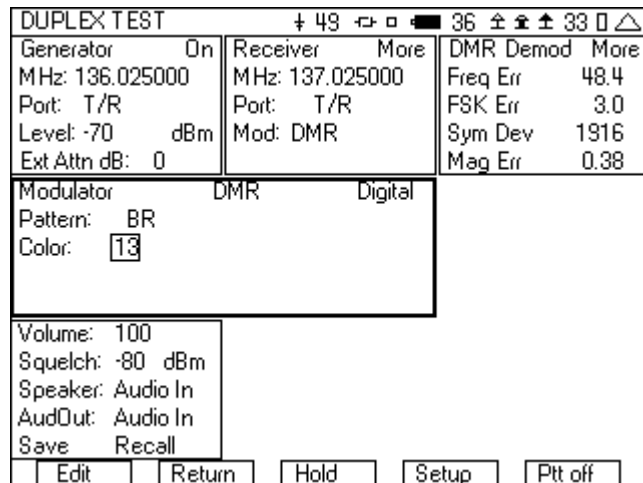 DUPLEX TEST 49 36 33
Generator On
MHz: 136.025000
Port: T/R
Level: -70 dBm
Ext Attn dB: 0
Receiver More
MHz: 137.025000
Port: T/R
Mod: DMR
DMR Demod More
Freq Err 48.4
FSK Err 3.0
Sym Dev 1916
Mag Err 0.38
Modulator DMR Digital
Pattern: BR
Color: 13
Volume: 100
Squelch: -80 dBm
Speaker: Audio In
AudOut: Audio In
Save Recall
Edit Return Hold Setup Ptt off